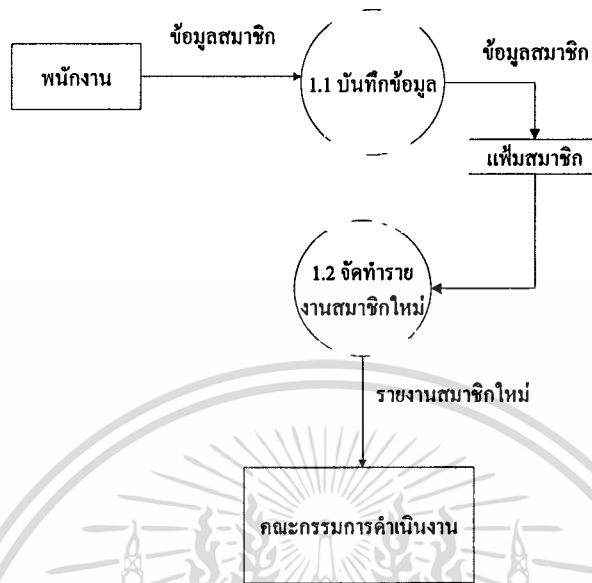 ข้อมูลสมาชิก
พนักงาน
1.1 บันทึกข้อมูล
ข้อมูลสมาชิก
แฟ้มสมาชิก
1.2 จัดทำราย
งานสมาชิกใหม่
รายงานสมาชิกใหม่
คณะกรรมการดำเนินงาน